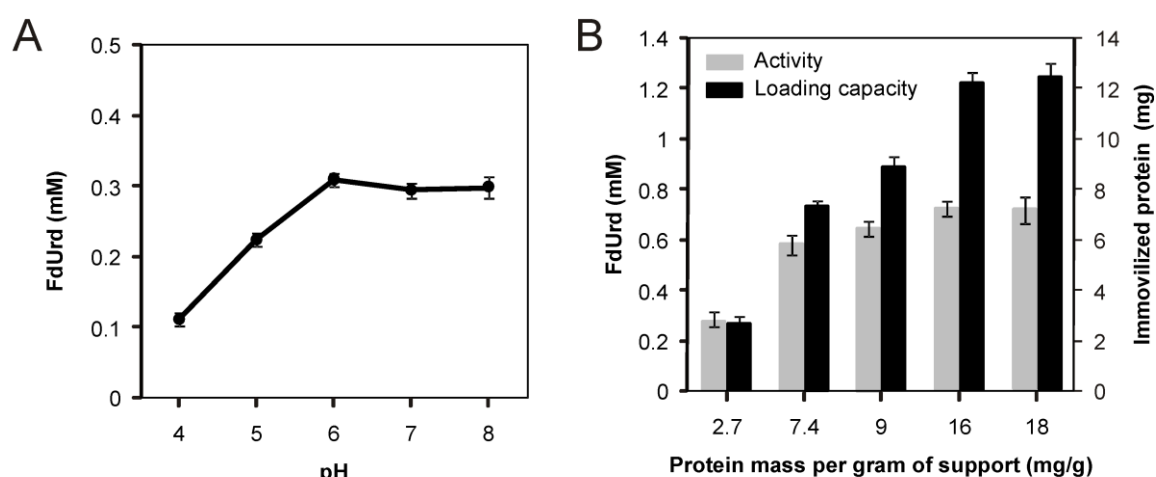 A
0.5
0.4
0.3
0.2
0.1
0
FdUrd (mM)
4 5 6 7 8
pH
B
1.4
1.2
1
0.8
0.6
0.4
0.2
0
FdUrd (mM)
Activity
Loading capacity
14
12
10
8
6
4
2
0
Immovilized protein (mg)
2.7 7.4 9 16 18
Protein mass per gram of support (mg/g)